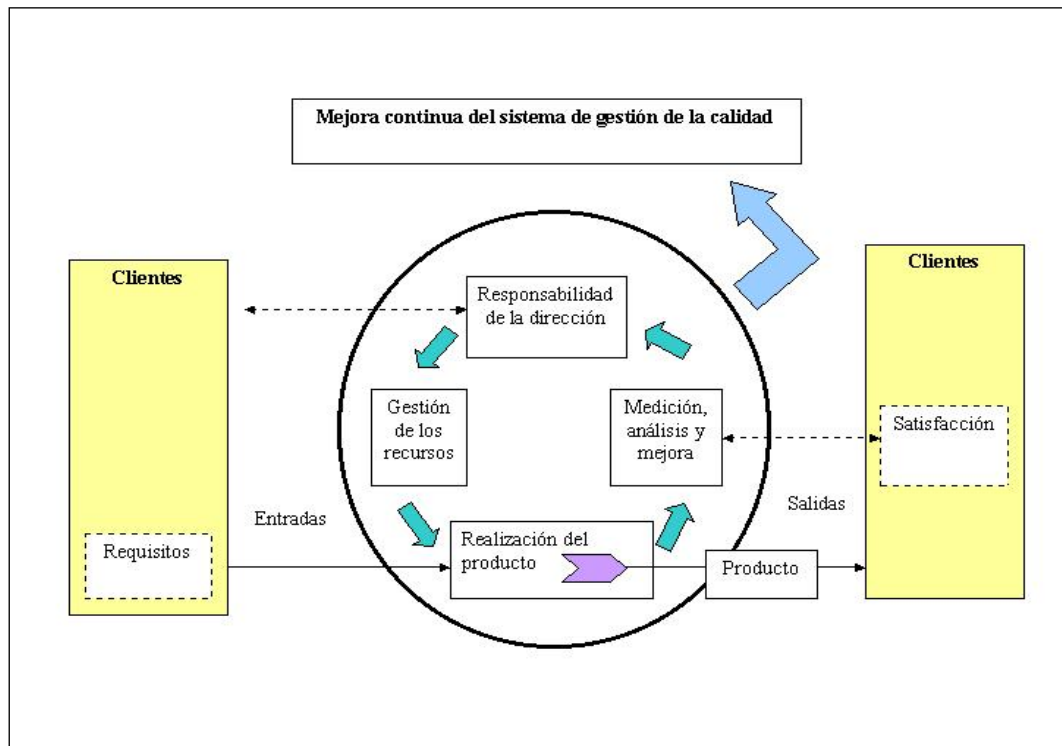 Mejora continua del sistema de gestión de la calidad
Clientes
Clientes
Responsabilidad
de la dirección
Gestión
de los
recursos
Medición,
análisis y
mejora
Satisfacción
Entradas
Salidas
Requisitos
Realización del
producto
Producto